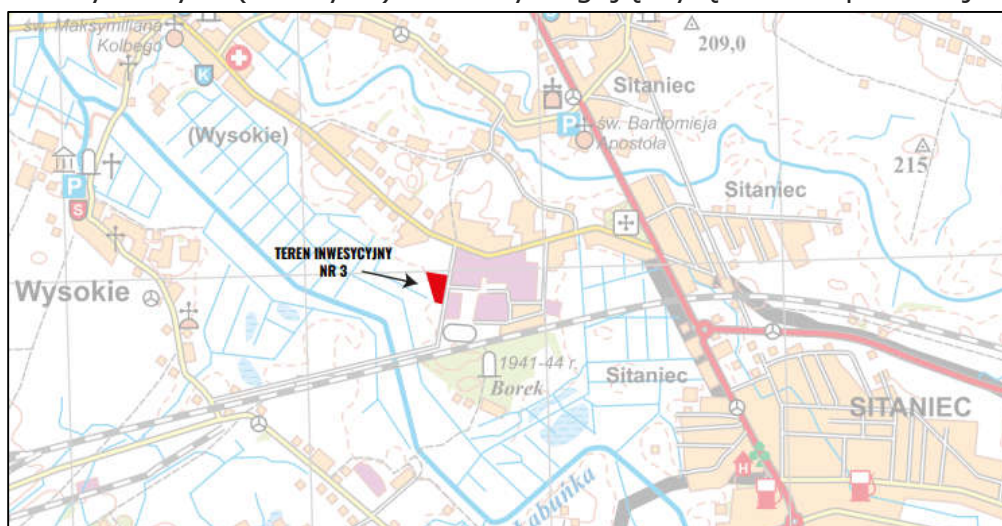 św. Maksymiliana
Kolbego
K
209,0
Sitaniec
P
św. Bartłomieja
Apostoła
(Wysokie)
215
P
S
Sitaniec
TEREN INWESYCYJNY
NR 3
Wysokie
1941-44 r.
Borek
Sitaniec
SITANIEC
H
Łabuńka